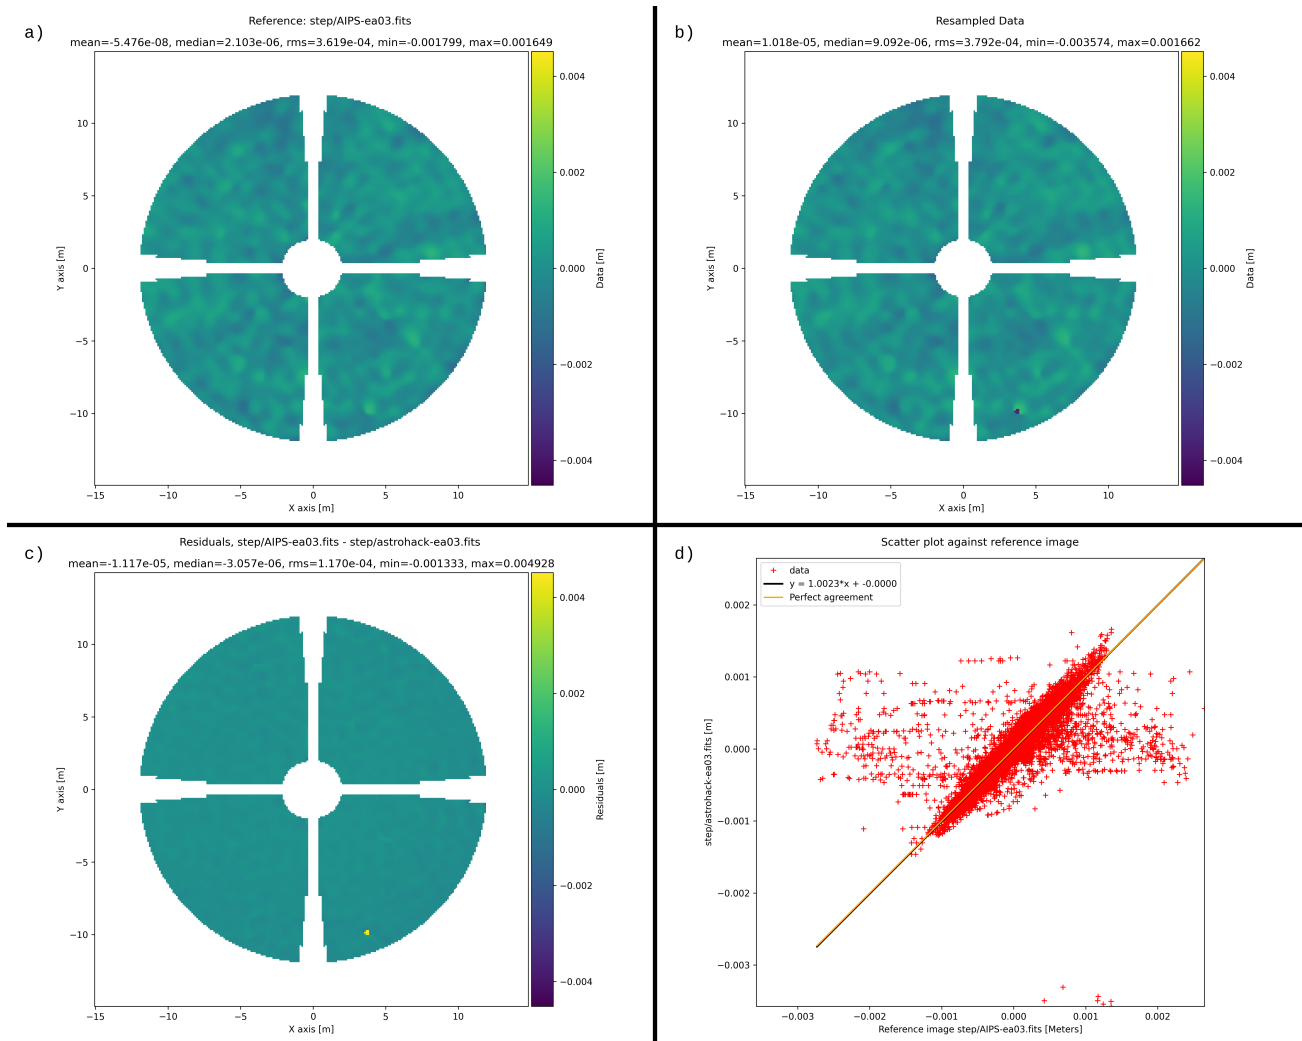 a)
Reference: step/AIPS-ea03.fits
mean=-5.476e-08, median=2.103e-06, rms=3.619e-04, min=-0.001799, max=0.001649
10
5
0
−5
−10
Y axis [m]
−15
−10
−5
0
5
10
X axis [m]
0.004
0.002
0.000
−0.002
−0.004
Data [m]
b)
Resampled Data
mean=1.018e-05, median=9.092e-06, rms=3.792e-04, min=-0.003574, max=0.001662
10
5
0
−5
−10
Y axis [m]
−15
−10
−5
0
5
10
X axis [m]
0.004
0.002
0.000
−0.002
−0.004
Data [m]
c)
Residuals, step/AIPS-ea03.fits - step/astrohack-ea03.fits
mean=-1.117e-05, median=-3.057e-06, rms=1.170e-04, min=-0.001333, max=0.004928
10
5
0
−5
−10
Y axis [m]
−15
−10
−5
0
5
10
X axis [m]
0.004
0.002
0.000
−0.002
−0.004
Residuals [m]
d)
Scatter plot against reference image
data
y = 1.0023*x + -0.0000
Perfect agreement
0.002
0.001
0.000
−0.001
−0.002
−0.003
step/astrohack-ea03.fits [m]
−0.003
−0.002
−0.001
0.000
0.001
0.002
Reference image step/AIPS-ea03.fits [Meters]